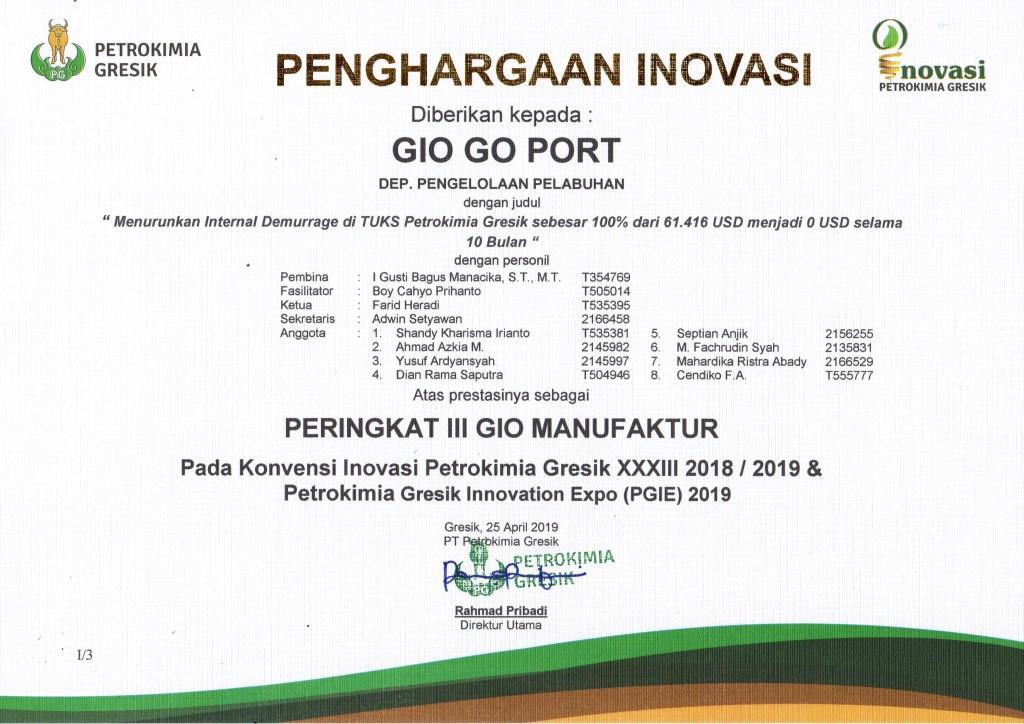 PETROKIMIA
GRESIK
PG
PENGHARGAAN INOVASI
inovasi
PETROKIMIA GRESIK
Diberikan kepada :
GIO GO PORT
DEP. PENGELOLAAN PELABUHAN
dengan judul
“ Menurunkan Internal Demurrage di TUKS Petrokimia Gresik sebesar 100% dari 61.416 USD menjadi 0 USD selama
10 Bulan “
dengan personil
Pembina : I Gusti Bagus Manacika, S.T., M.T. T354769
Fasilitator : Boy Cahyo Prihanto T505014
Ketua : Farid Heradi T535395
Sekretaris : Adwin Setyawan 2166458
Anggota : 1. Shandy Kharisma Irianto T535381 5. Septian Anjik 2156255
2. Ahmad Azkia M. 2145982 6. M. Fachrudin Syah 2135831
3. Yusuf Ardyansyah 2145997 7. Mahardika Ristra Abady 2166529
4. Dian Rama Saputra T504946 8. Cendiko F.A. T555777
Atas prestasinya sebagai
PERINGKAT III GIO MANUFAKTUR
Pada Konvensi Inovasi Petrokimia Gresik XXXIII 2018 / 2019 &
Petrokimia Gresik Innovation Expo (PGIE) 2019
Gresik, 25 April 2019
PT Petrokimia Gresik
PETROKIMIA
GRESIK
PG
Rahmad Pribadi
Direktur Utama
I/3